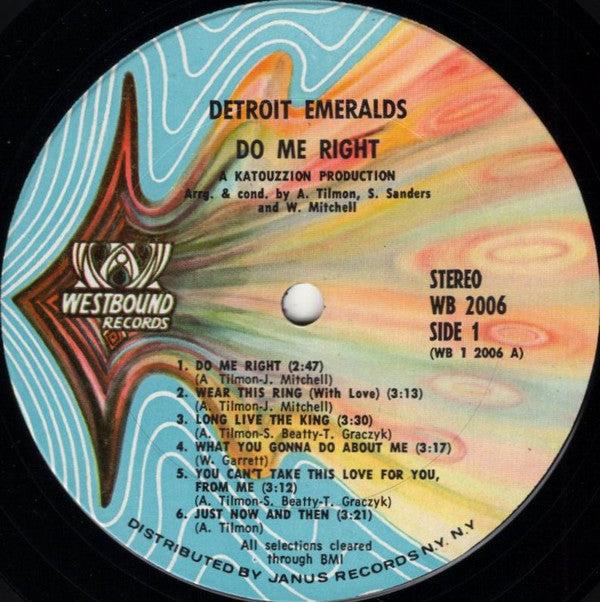 DETROIT EMERALDS
DO ME RIGHT
A KATOUZZION PRODUCTION
Arrg. & cond. by A. Tilmon, S. Sanders
and W. Mitchell
WESTBOUND
RECORDS
STEREO
WB 2006
SIDE 1
(WB 1 2006 A)
1. DO ME RIGHT (2:47)
(A Tilmon-J. Mitchell)
2. WEAR THIS RING (With Love) (3:13)
(A. Tilmon-J. Mitchell)
3. LONG LIVE THE KING (3:30)
(A. Tilmon-S. Beatty-T. Graczyk)
4. WHAT YOU GONNA DO ABOUT ME (3:17)
(W. Garrett)
5. YOU CAN'T TAKE THIS LOVE FOR YOU,
FROM ME (3:12)
(A. Tilmon-S. Beatty-T. Graczyk)
6. JUST NOW AND THEN (3:21)
(A. Tilmon)
All selections cleared
through BMI
DISTRIBUTED BY JANUS RECORDS N.Y. N.Y